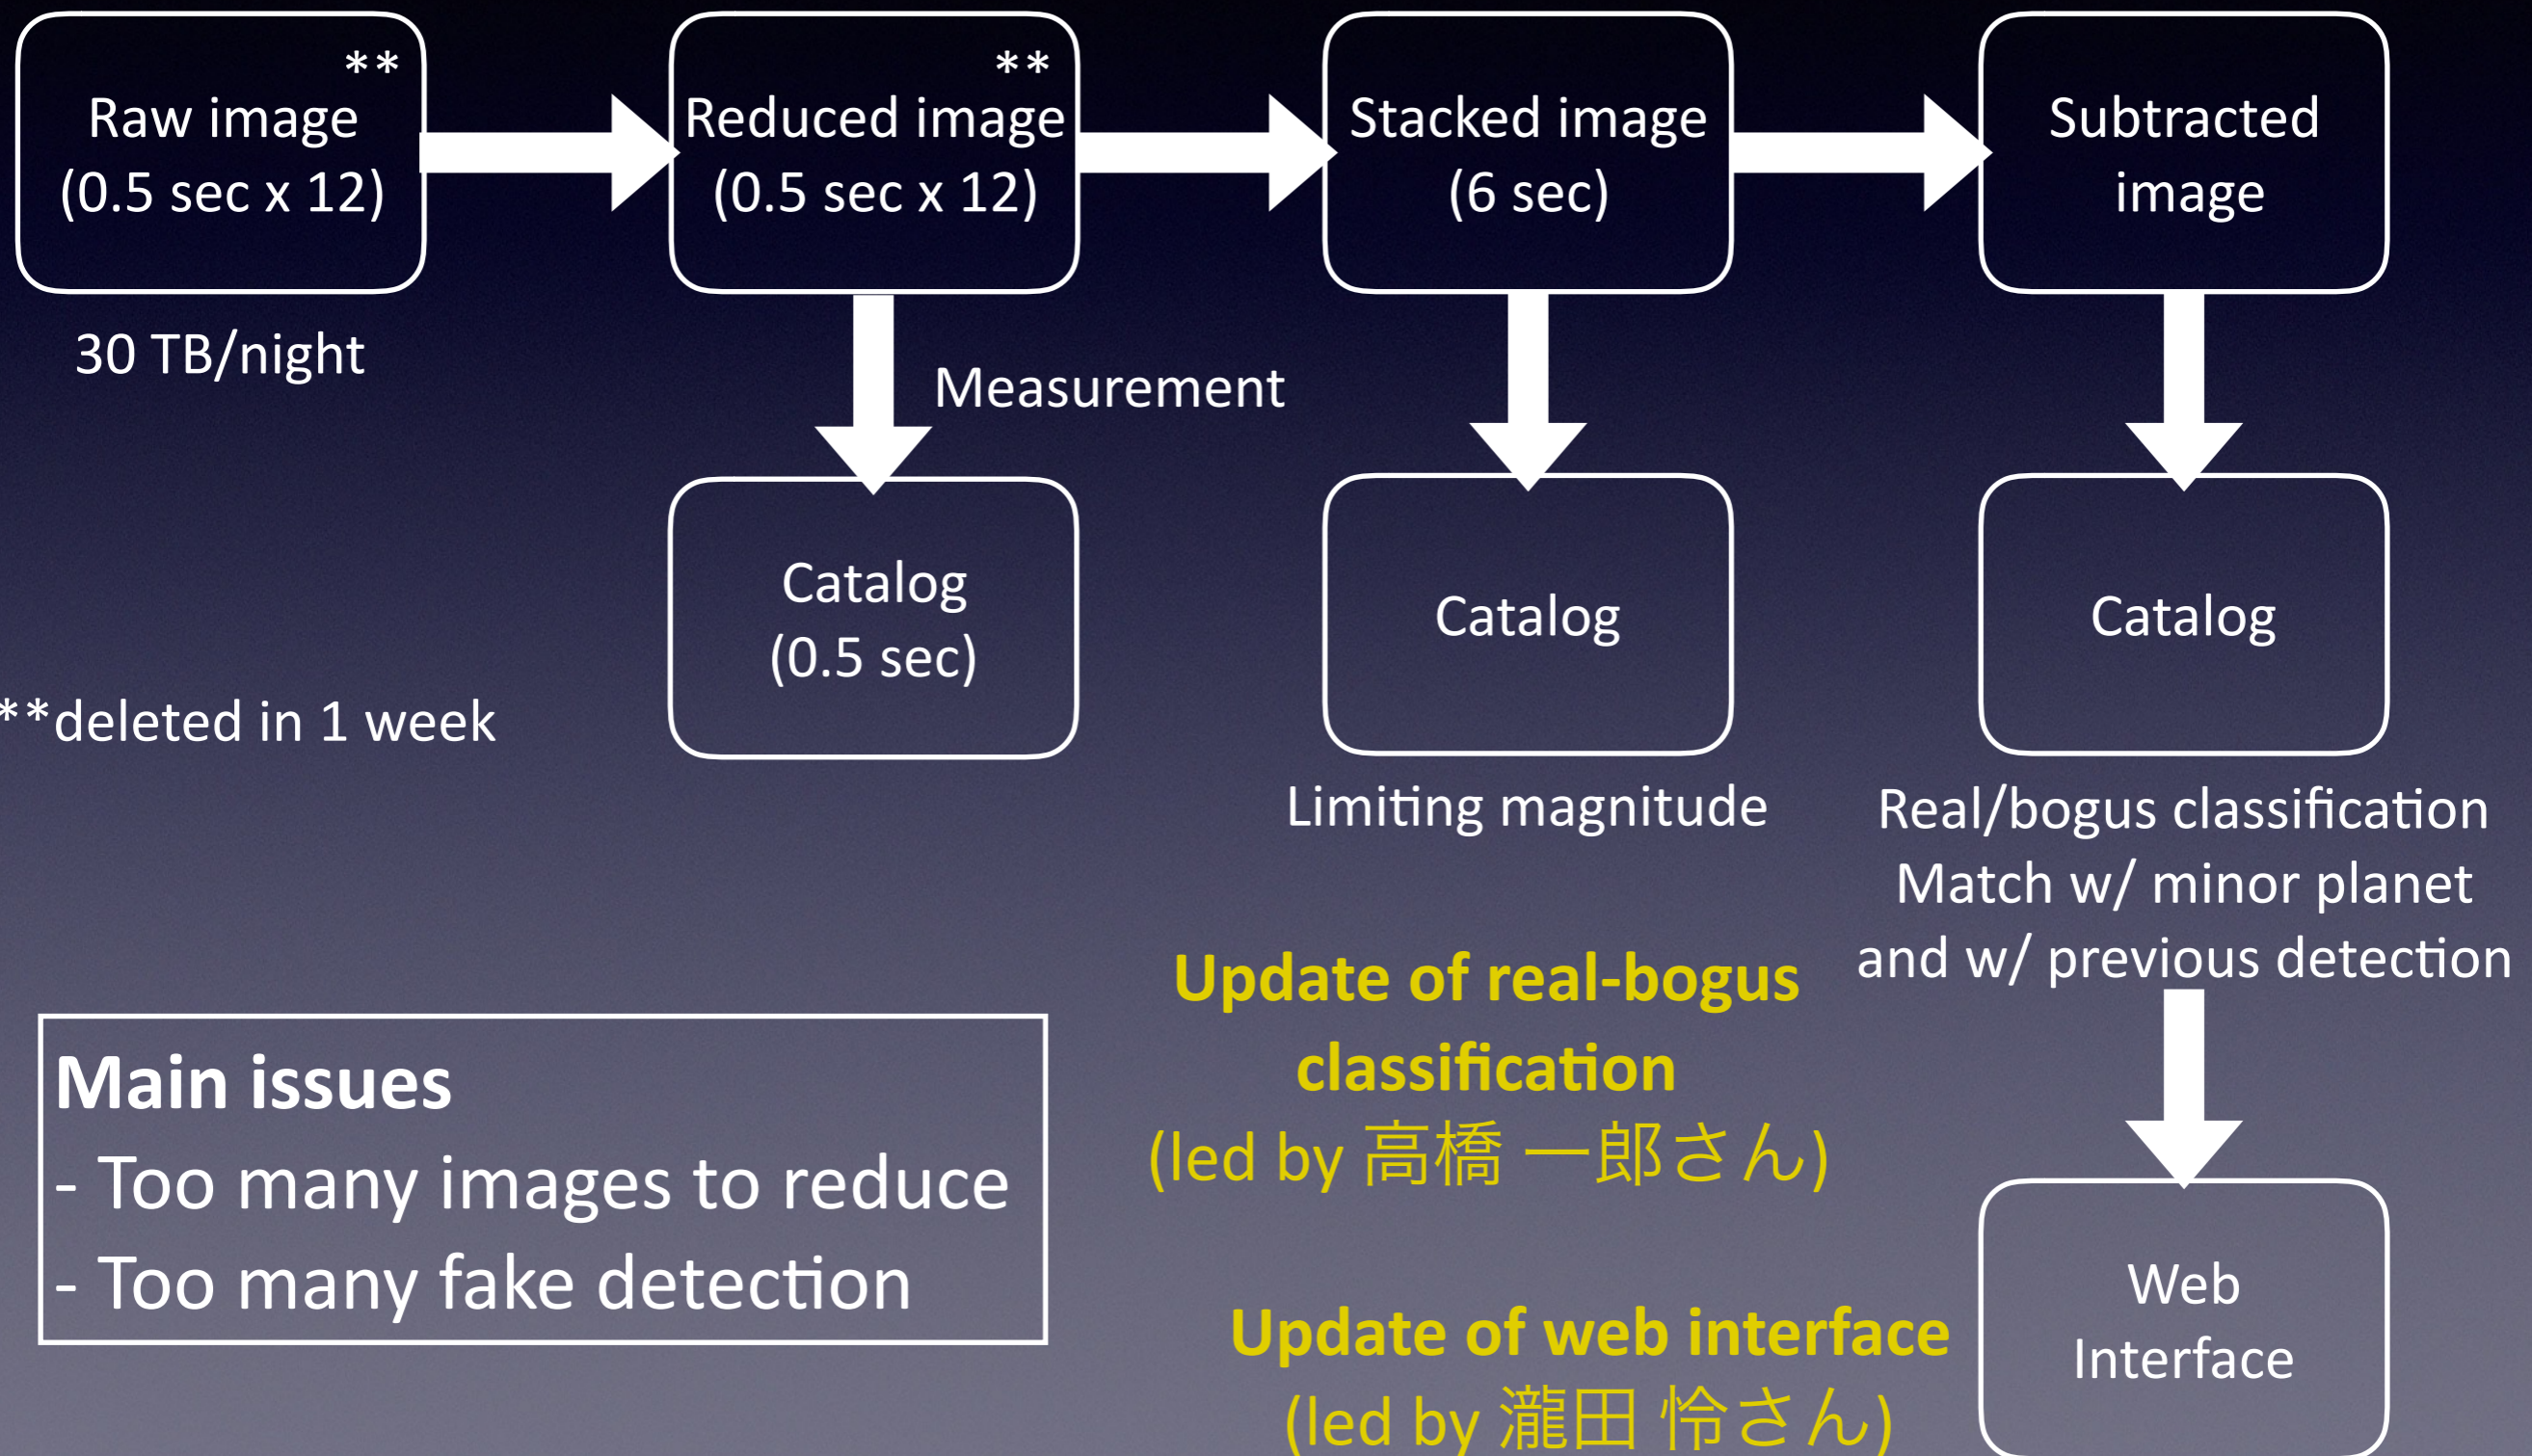 **
Raw image
(0.5 sec x 12)
**
Reduced image
(0.5 sec x 12)
Stacked image
(6 sec)
Subtracted
image
30 TB/night
Measurement
Catalog
(0.5 sec)
Catalog
Catalog
**deleted in 1 week
Limiting magnitude
Real/bogus classification
Match w/ minor planet
and w/ previous detection
Update of real-bogus
classification
(led by 高橋 一郎さん)
Main issues
- Too many images to reduce
- Too many fake detection
Update of web interface
(led by 瀧田 怜さん)
Web
Interface